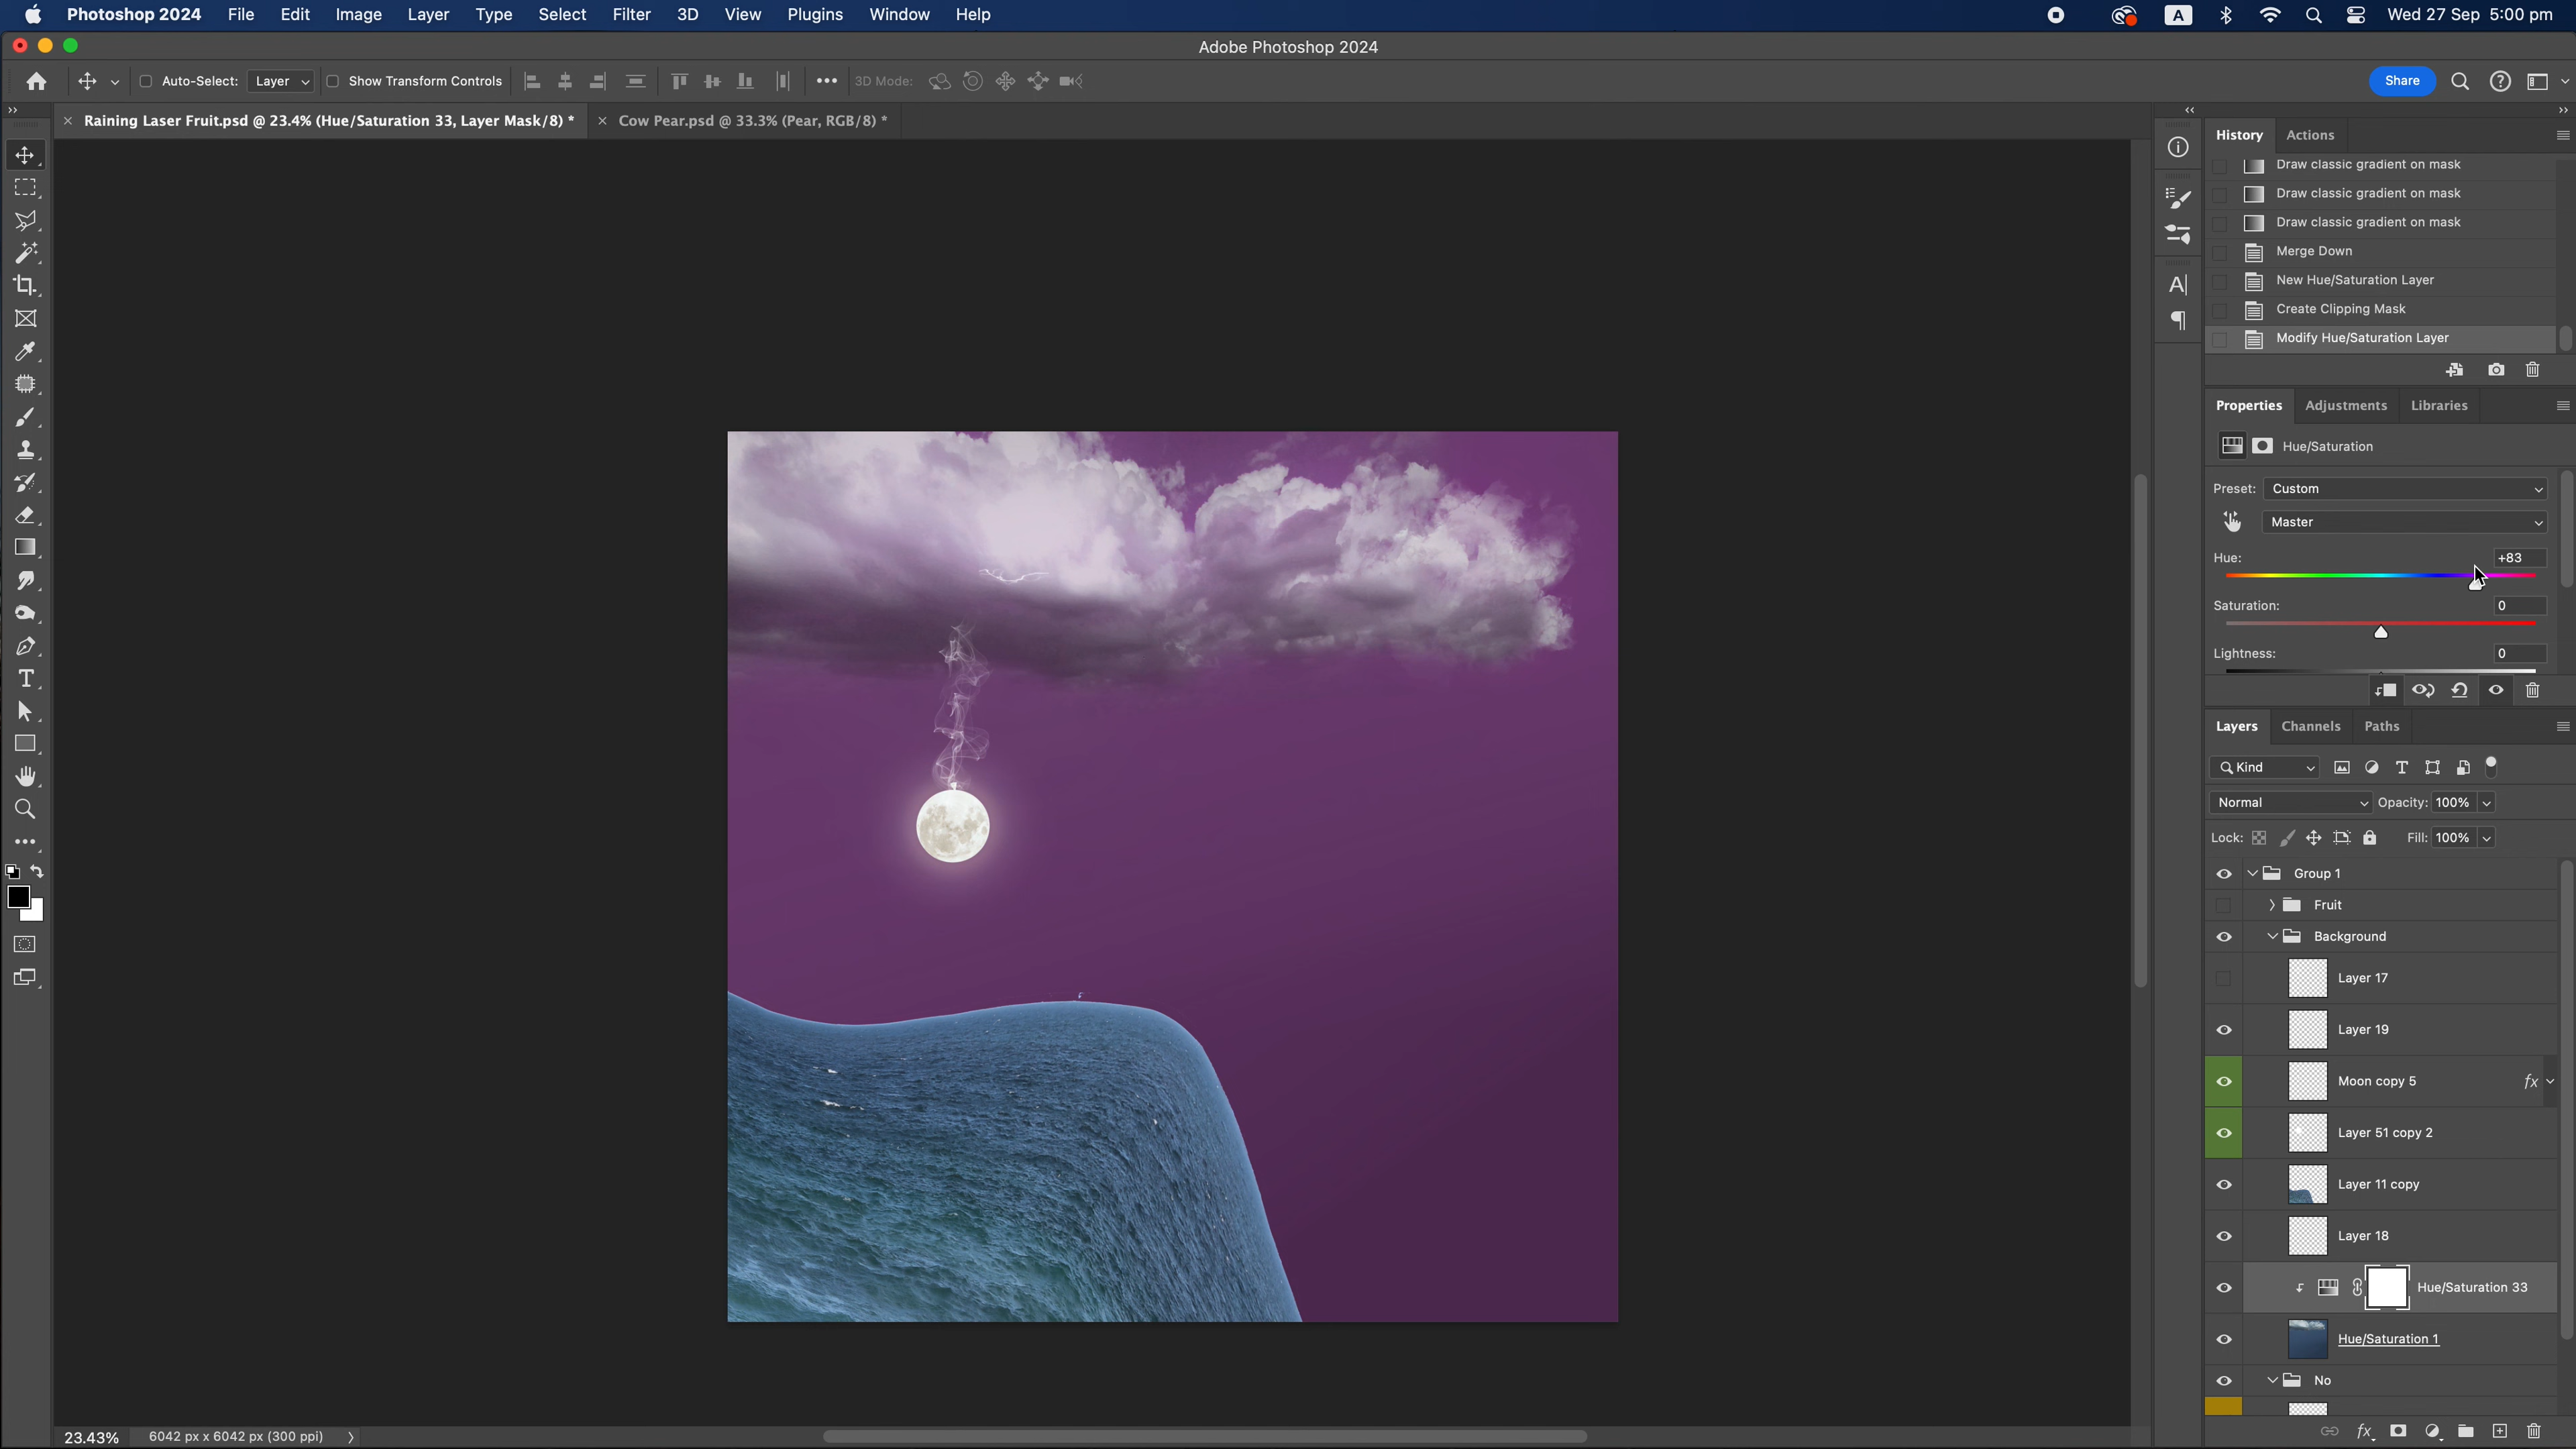 Photoshop 2024 File Edit Image Layer Type Select Filter 3D View Plugins Window Help A Wed 27 Sep 5:00 pm
Adobe Photoshop 2024
Auto-Select: Layer Show Transform Controls 3D Mode: Share
Raining Laser Fruit.psd @ 23.4% (Hue/Saturation 33, Layer Mask/8) * Cow Pear.psd @ 33.3% (Pear, RGB/8) *
History Actions
Draw classic gradient on mask
Draw classic gradient on mask
Draw classic gradient on mask
Merge Down
New Hue/Saturation Layer
Create Clipping Mask
Modify Hue/Saturation Layer
Properties Adjustments Libraries
Hue/Saturation
Preset: Custom
Master
Hue: +83
Saturation: 0
Lightness: 0
Layers Channels Paths
Kind
Normal Opacity: 100%
Lock: Fill: 100%
Group 1
Fruit
Background
Layer 17
Layer 19
Moon copy 5 fx
Layer 51 copy 2
Layer 11 copy
Layer 18
Hue/Saturation 33
Hue/Saturation 1
No
23.43% 6042 px x 6042 px (300 ppi) fx